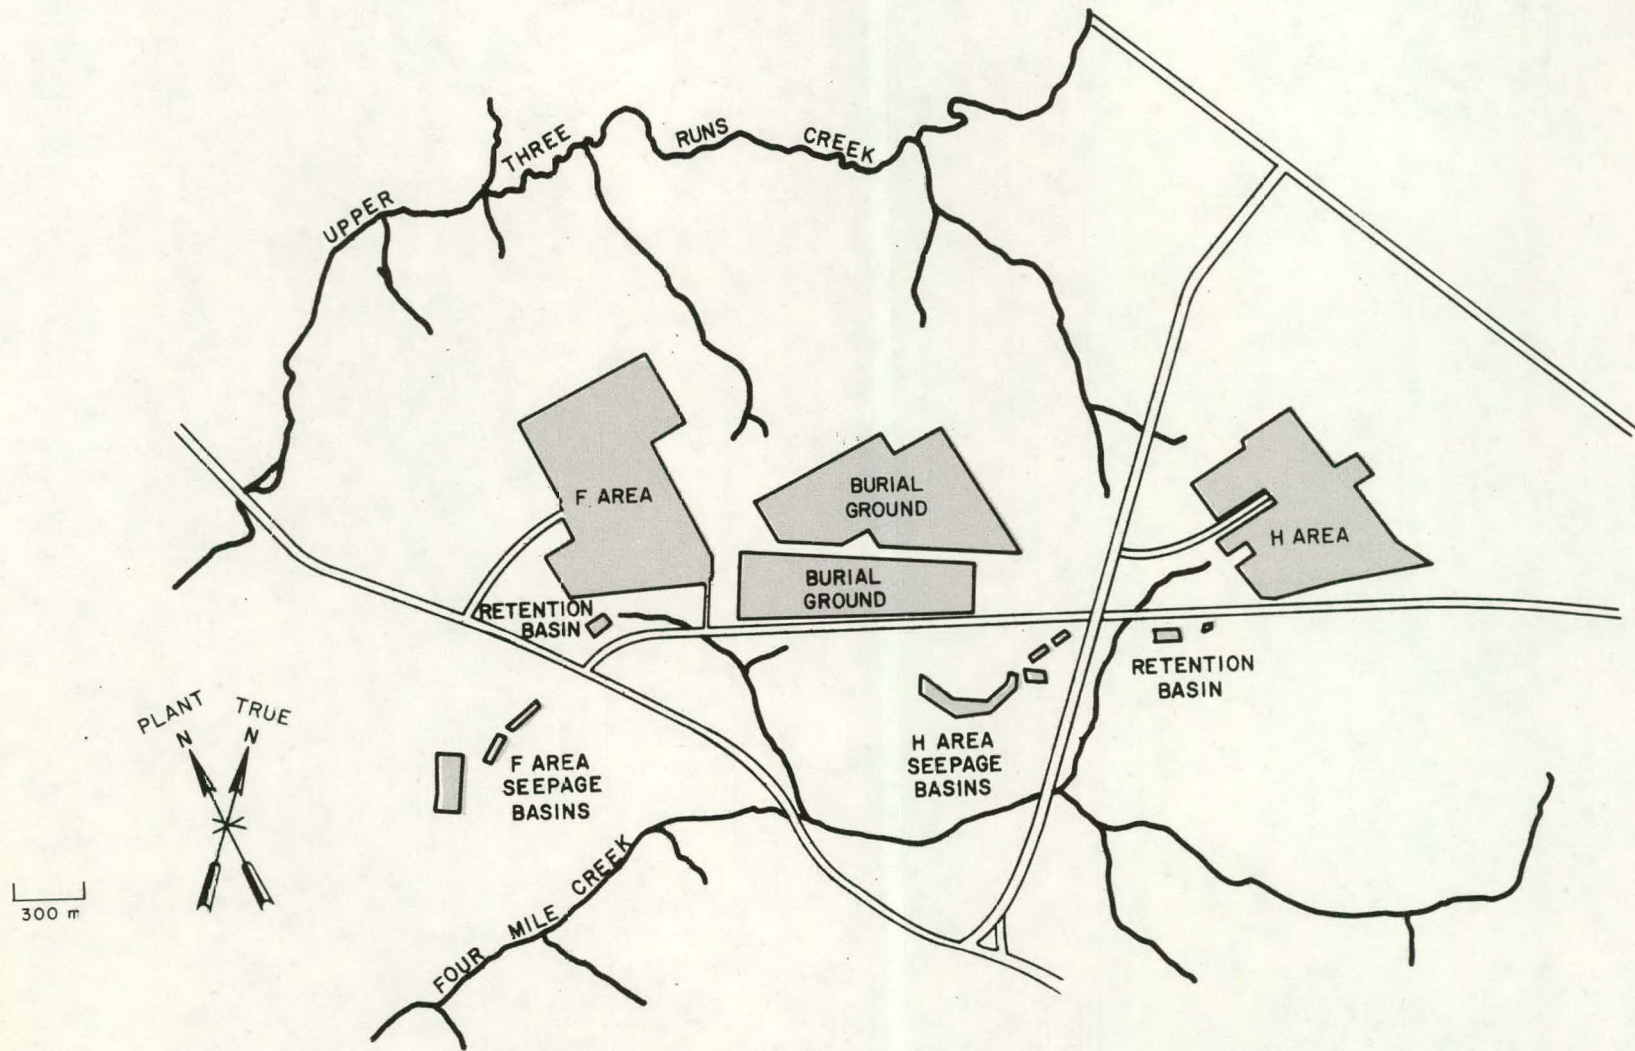 UPPER THREE RUNS CREEK
F AREA
BURIAL
GROUND
BURIAL
GROUND
H AREA
RETENTION
BASIN
RETENTION
BASIN
PLANT
N
TRUE
N
F AREA
SEEPAGE
BASINS
H AREA
SEEPAGE
BASINS
300 m
FOUR MILE CREEK